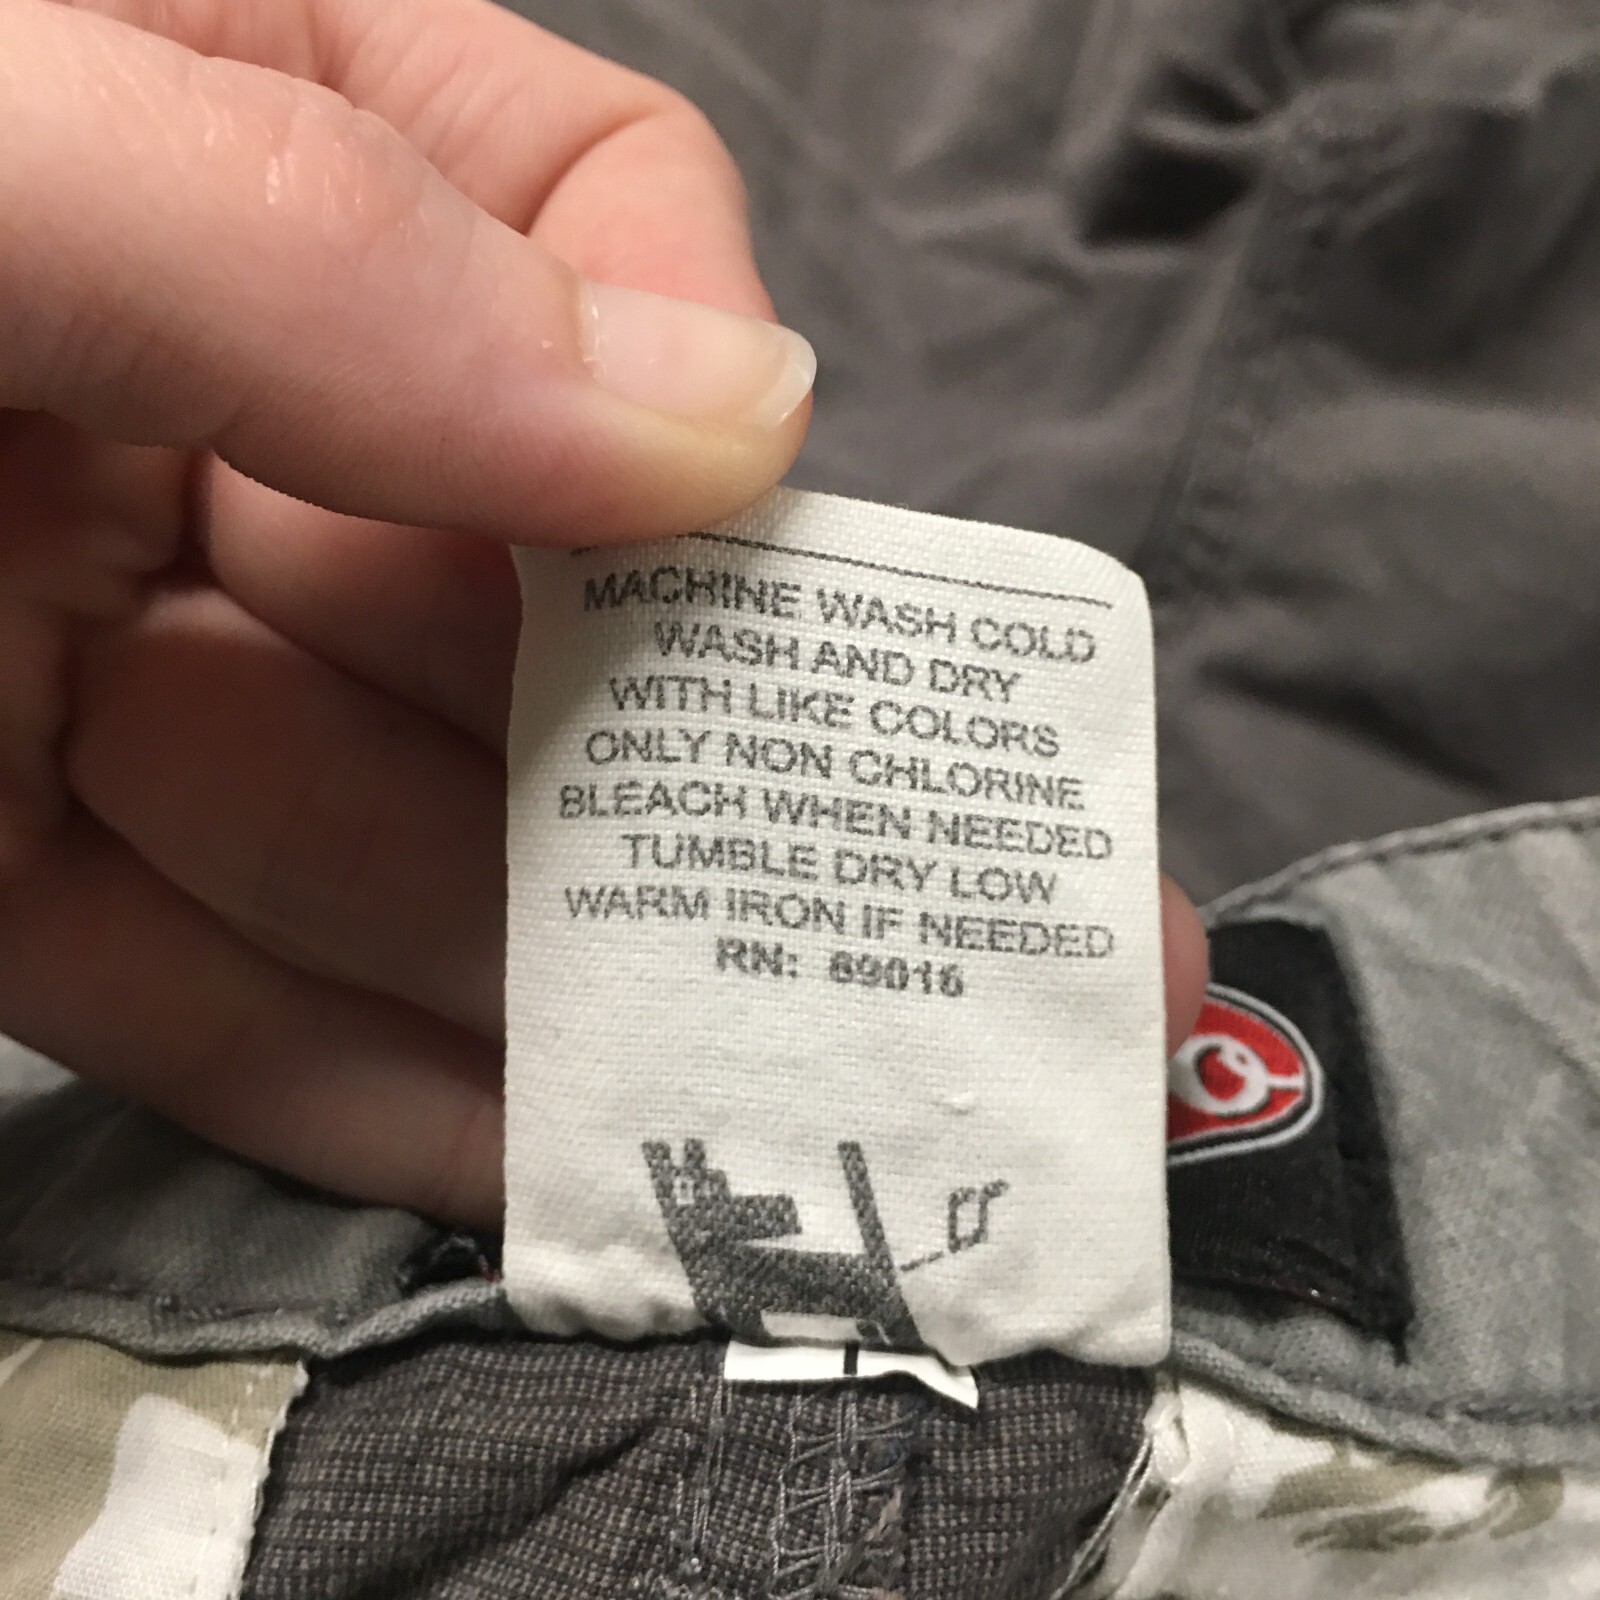 MACHINE WASH COLD
WASH AND DRY
WITH LIKE COLORS
ONLY NON CHLORINE
BLEACH WHEN NEEDED
TUMBLE DRY LOW
WARM IRON IF NEEDED
RN: 89016